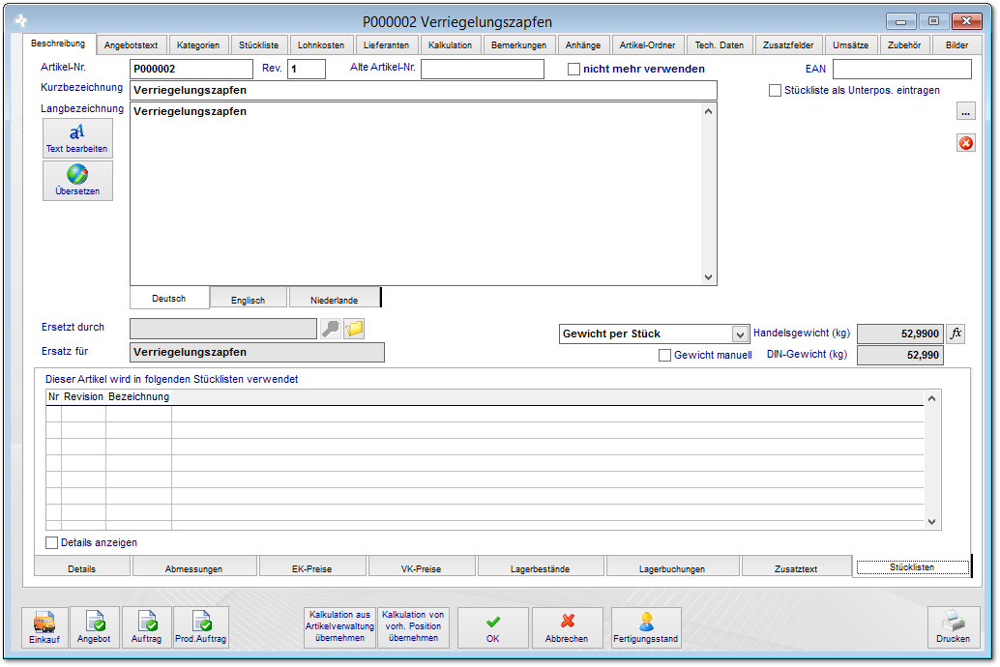 P000002 Verriegelungszapfen
Beschreibung Angebotstext Kategorien Stückliste Lohnkosten Lieferanten Kalkulation Bemerkungen Anhänge Artikel-Ordner Tech. Daten Zusatzfelder Umsätze Zubehör Bilder
Artikel-Nr. P000002 Rev. 1 Alte Artikel-Nr. nicht mehr verwenden EAN
Kurzbezeichnung Verriegelungszapfen Stückliste als Unterpos. eintragen
Langbezeichnung Verriegelungszapfen
...
Text bearbeiten
Übersetzen
Deutsch Englisch Niederlande
Ersetzt durch Gewicht per Stück Handelsgewicht (kg) 52,9900 fx
Ersatz für Verriegelungszapfen Gewicht manuell DIN-Gewicht (kg) 52,990
Dieser Artikel wird in folgenden Stücklisten verwendet
Nr Revision Bezeichnung
Details anzeigen
Details Abmessungen EK-Preise VK-Preise Lagerbestände Lagerbuchungen Zusatztext Stücklisten
Einkauf Angebot Auftrag Prod.Auftrag
Kalkulation aus
Artikelverwaltung
übernehmen
Kalkulation von
vorh. Position
übernehmen
OK Abbrechen Fertigungsstand Drucken